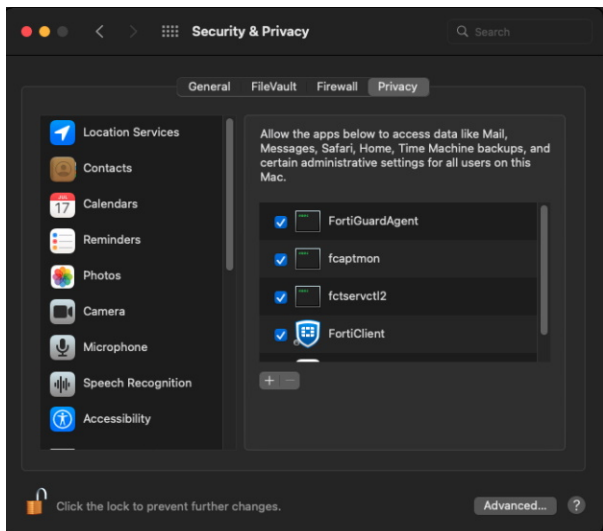 Security & Privacy
Search
General
FileVault
Firewall
Privacy
Location Services
Contacts
JUL
17
Calendars
Reminders
Photos
Camera
Microphone
Speech Recognition
Accessibility
Allow the apps below to access data like Mail,
Messages, Safari, Home, Time Machine backups, and
certain administrative settings for all users on this
Mac.
FortiGuardAgent
fcaptmon
fctservctl2
FortiClient
Click the lock to prevent further changes.
Advanced...
?